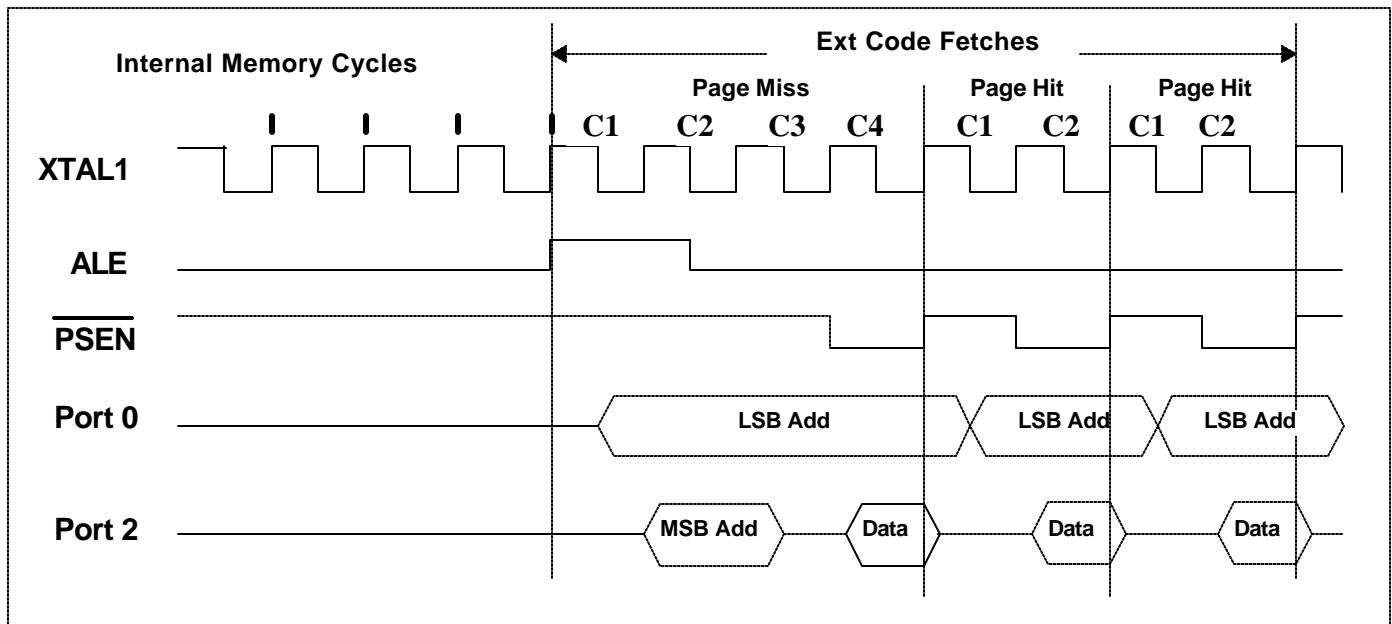 Ext Code Fetches
Internal Memory Cycles
Page Miss Page Hit Page Hit
C1 C2 C3 C4 C1 C2 C1 C2
XTAL1
ALE
PSEN
Port 0 LSB Add LSB Add LSB Add
Port 2 MSB Add Data Data Data